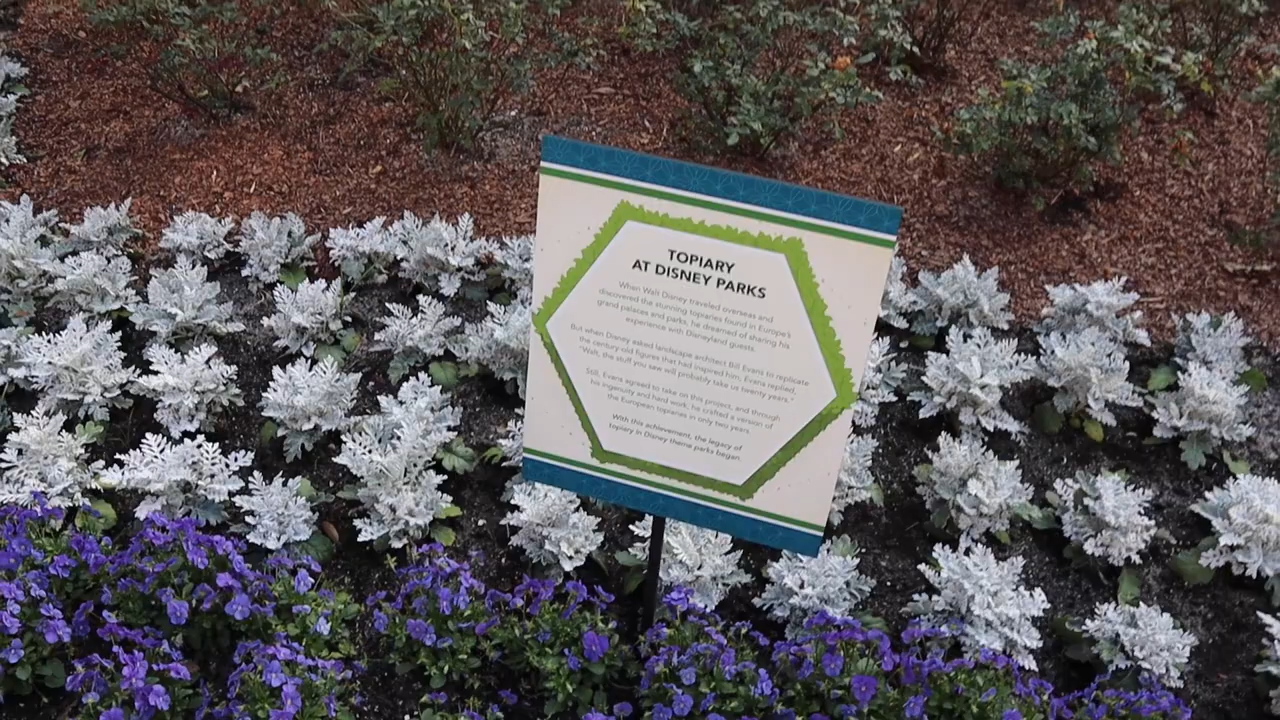 TOPIARY
AT DISNEY PARKS
When Walt Disney traveled overseas and
discovered the stunning topiaries found in Europe's
grand palaces and parks, he dreamed of sharing his
experience with Disneyland guests.
But when Disney asked landscape architect Bill Evans to replicate
the century-old figures that had inspired him, Evans replied,
"Walt, the stuff you saw will probably take us twenty years."
Still, Evans agreed to take on this project, and through
his ingenuity and hard work, he crafted a version of
the European topiaries in only two years.
With this achievement, the legacy of
topiary in Disney theme parks began.